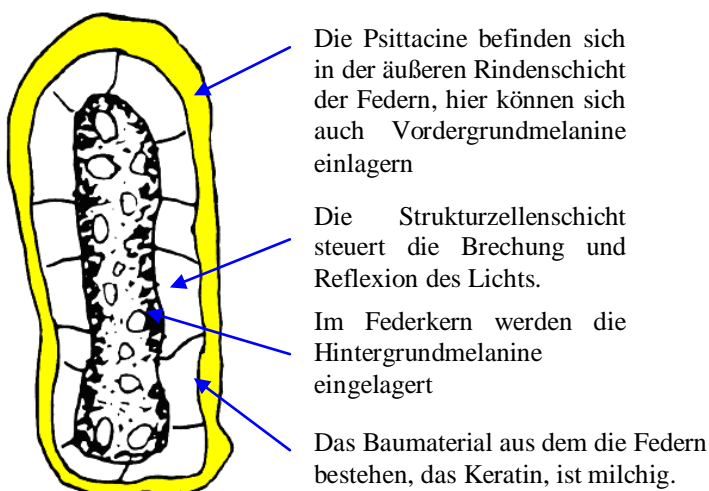 Die Psittacine befinden sich
in der äußeren Rindenschicht
der Federn, hier können sich
auch Vordergrundmelanine
einlagern
Die Strukturzellenschicht
steuert die Brechung und
Reflexion des Lichts.
Im Federkern werden die
Hintergrundmelanine
eingelagert
Das Baumaterial aus dem die Federn
bestehen, das Keratin, ist milchig.